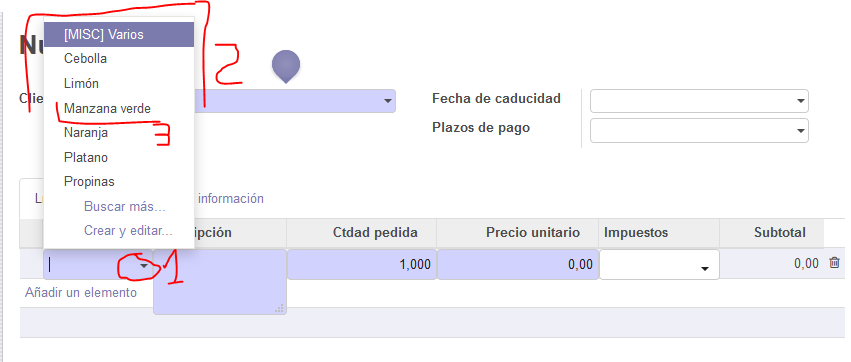 Nu
[MISC] Varios
Cebolla
Limón
Manzana verde
Naranja
Platano
Propinas
Buscar más...
Crear y editar...
2
3
1
Clie
Fecha de caducidad
Plazos de pago
información
ipción
Ctdad pedida
Precio unitario
Impuestos
Subtotal
1,000
0,00
0,00
Añadir un elemento